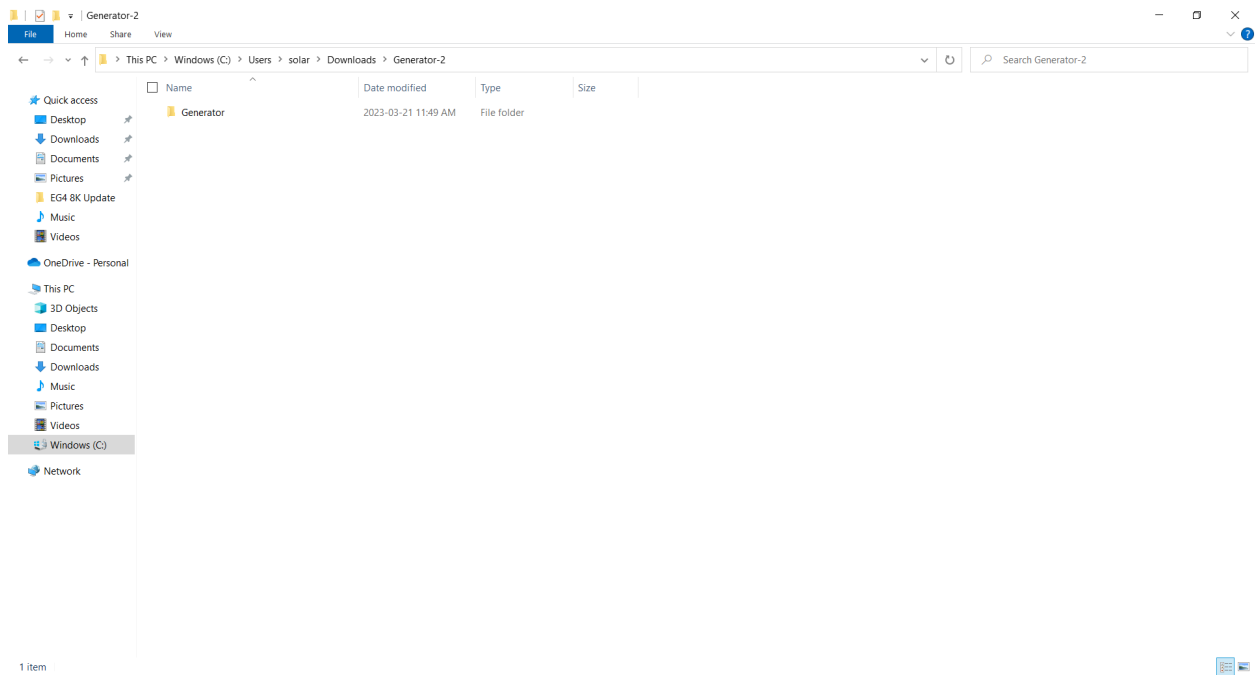 Generator-2
File Home Share View
This PC > Windows (C:) > Users > solar > Downloads > Generator-2
Search Generator-2
Name Date modified Type Size
Generator 2023-03-21 11:49 AM File folder
Quick access
Desktop
Downloads
Documents
Pictures
EG4 8K Update
Music
Videos
OneDrive - Personal
This PC
3D Objects
Desktop
Documents
Downloads
Music
Pictures
Videos
Windows (C:)
Network
1 item